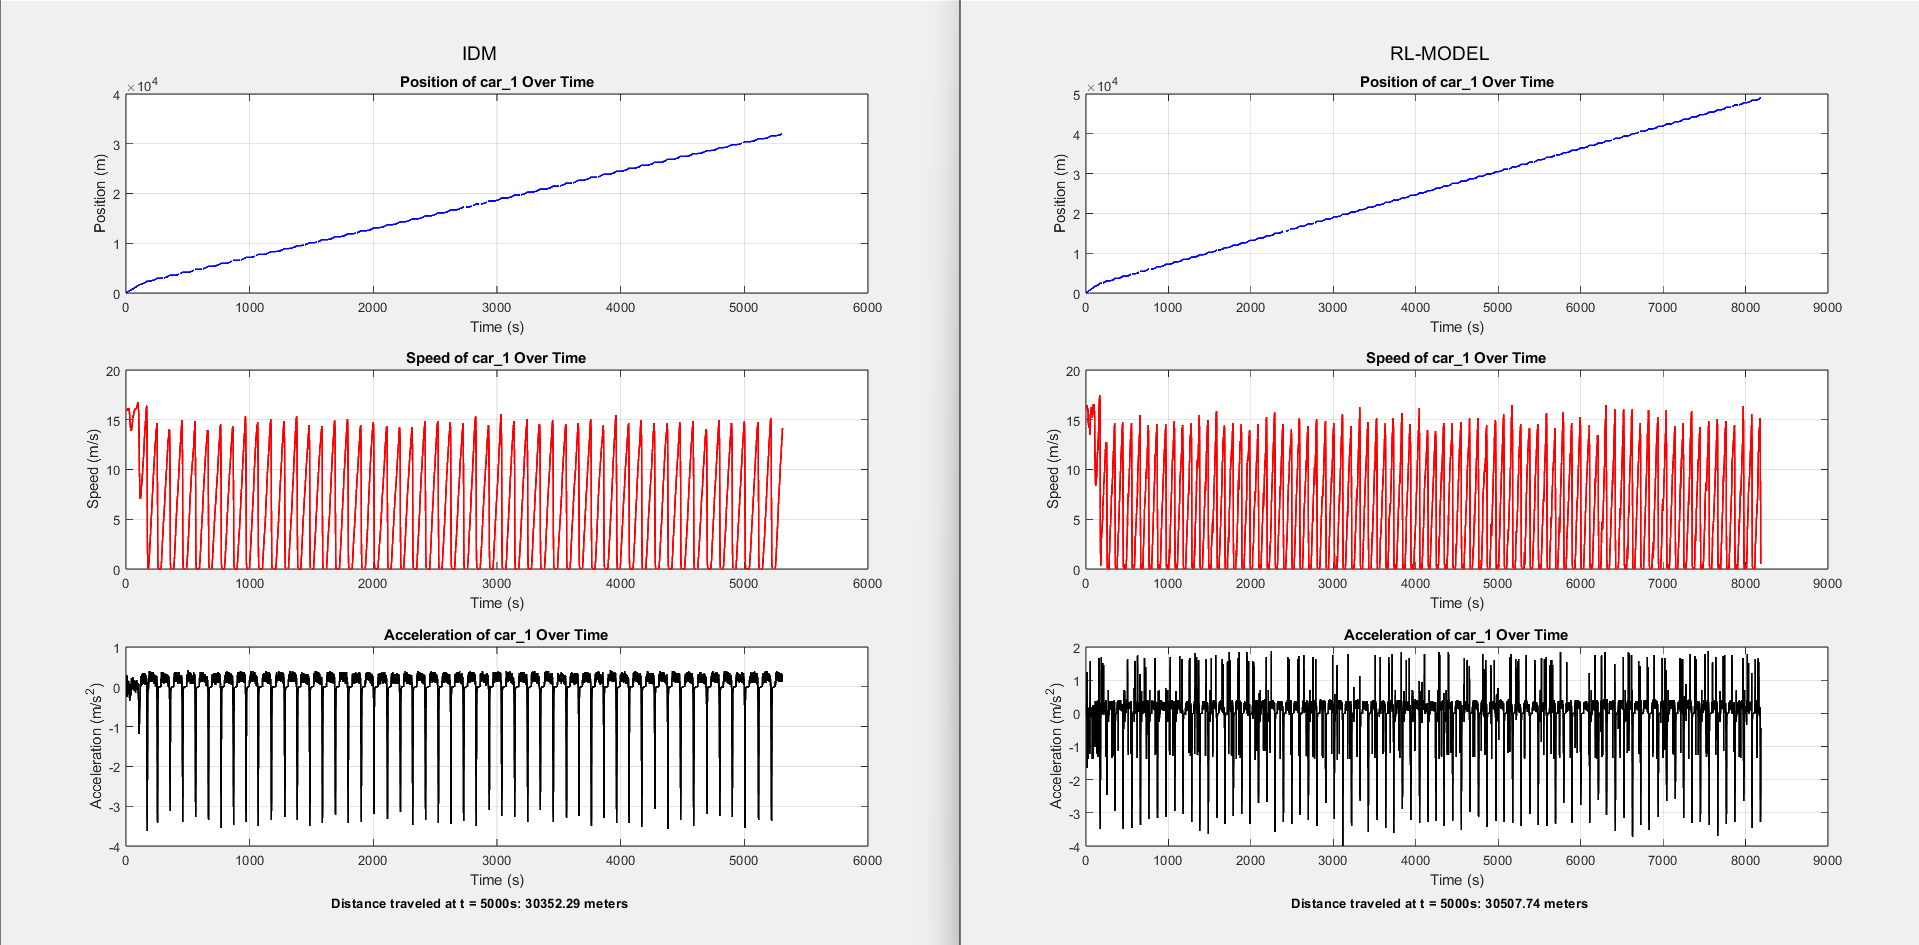 IDM
Position of car_1 Over Time
×10^4
4
3
2
1
0
Position (m)
0 1000 2000 3000 4000 5000 6000
Time (s)
Speed of car_1 Over Time
20
15
10
5
0
Speed (m/s)
0 1000 2000 3000 4000 5000 6000
Time (s)
Acceleration of car_1 Over Time
1
0
-1
-2
-3
-4
Acceleration (m/s^2)
0 1000 2000 3000 4000 5000 6000
Time (s)
Distance traveled at t = 5000s: 30352.29 meters
RL-MODEL
Position of car_1 Over Time
×10^4
5
4
3
2
1
0
Position (m)
0 1000 2000 3000 4000 5000 6000 7000 8000 9000
Time (s)
Speed of car_1 Over Time
20
15
10
5
0
Speed (m/s)
0 1000 2000 3000 4000 5000 6000 7000 8000 9000
Time (s)
Acceleration of car_1 Over Time
2
1
0
-1
-2
-3
-4
Acceleration (m/s^2)
0 1000 2000 3000 4000 5000 6000 7000 8000 9000
Time (s)
Distance traveled at t = 5000s: 30507.74 meters